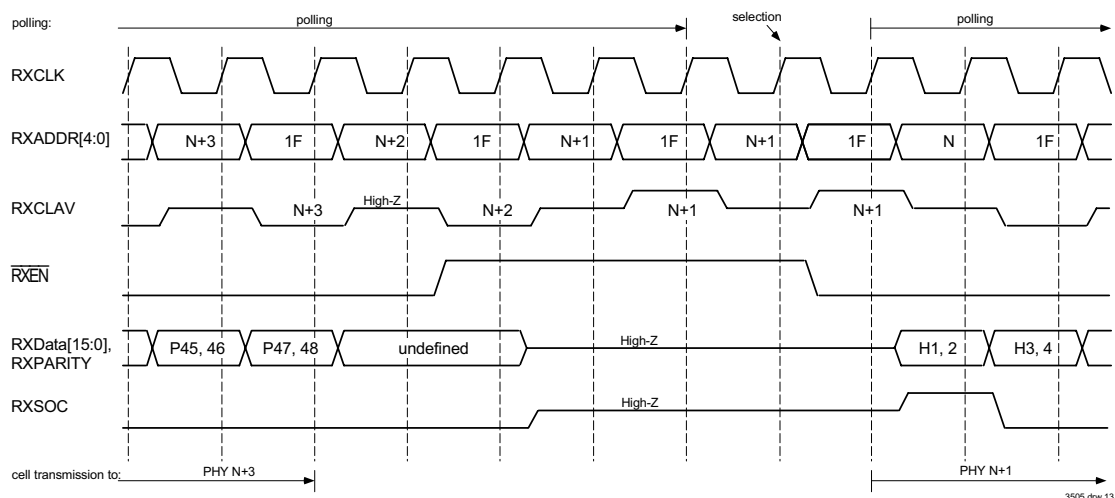 polling: polling selection polling
RXCLK
RXADDR[4:0] N+3 1F N+2 1F N+1 1F N+1 1F N 1F
RXCLAV N+3 High-Z N+2 N+1 N+1
RXEN
RXData[15:0], RXPARITY P45, 46 P47, 48 undefined High-Z H1, 2 H3, 4
RXSOC High-Z
cell transmission to: PHY N+3 PHY N+1
3505 drw 13